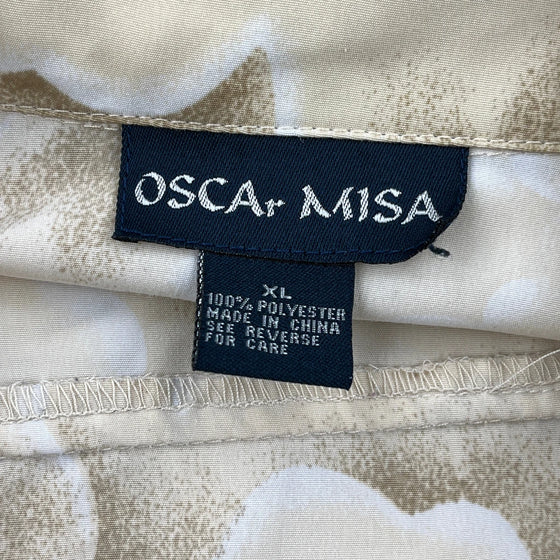 OSCAr MISA
XL
100% POLYESTER
MADE IN CHINA
SEE REVERSE
FOR CARE